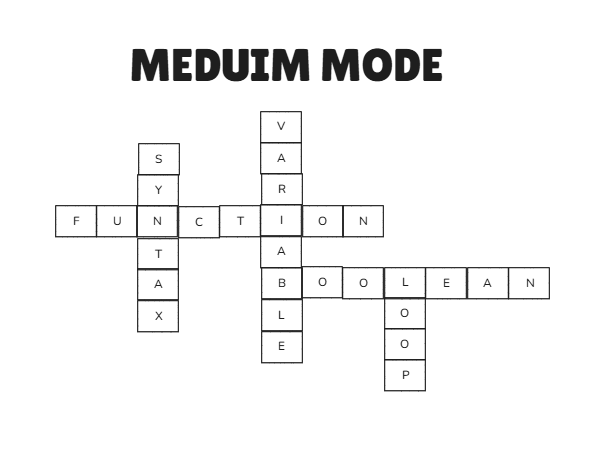 MEDUIM MODE
V
S A
Y R
F U N C T I O N
T A
A B O O L E A N
X L O
E O
P